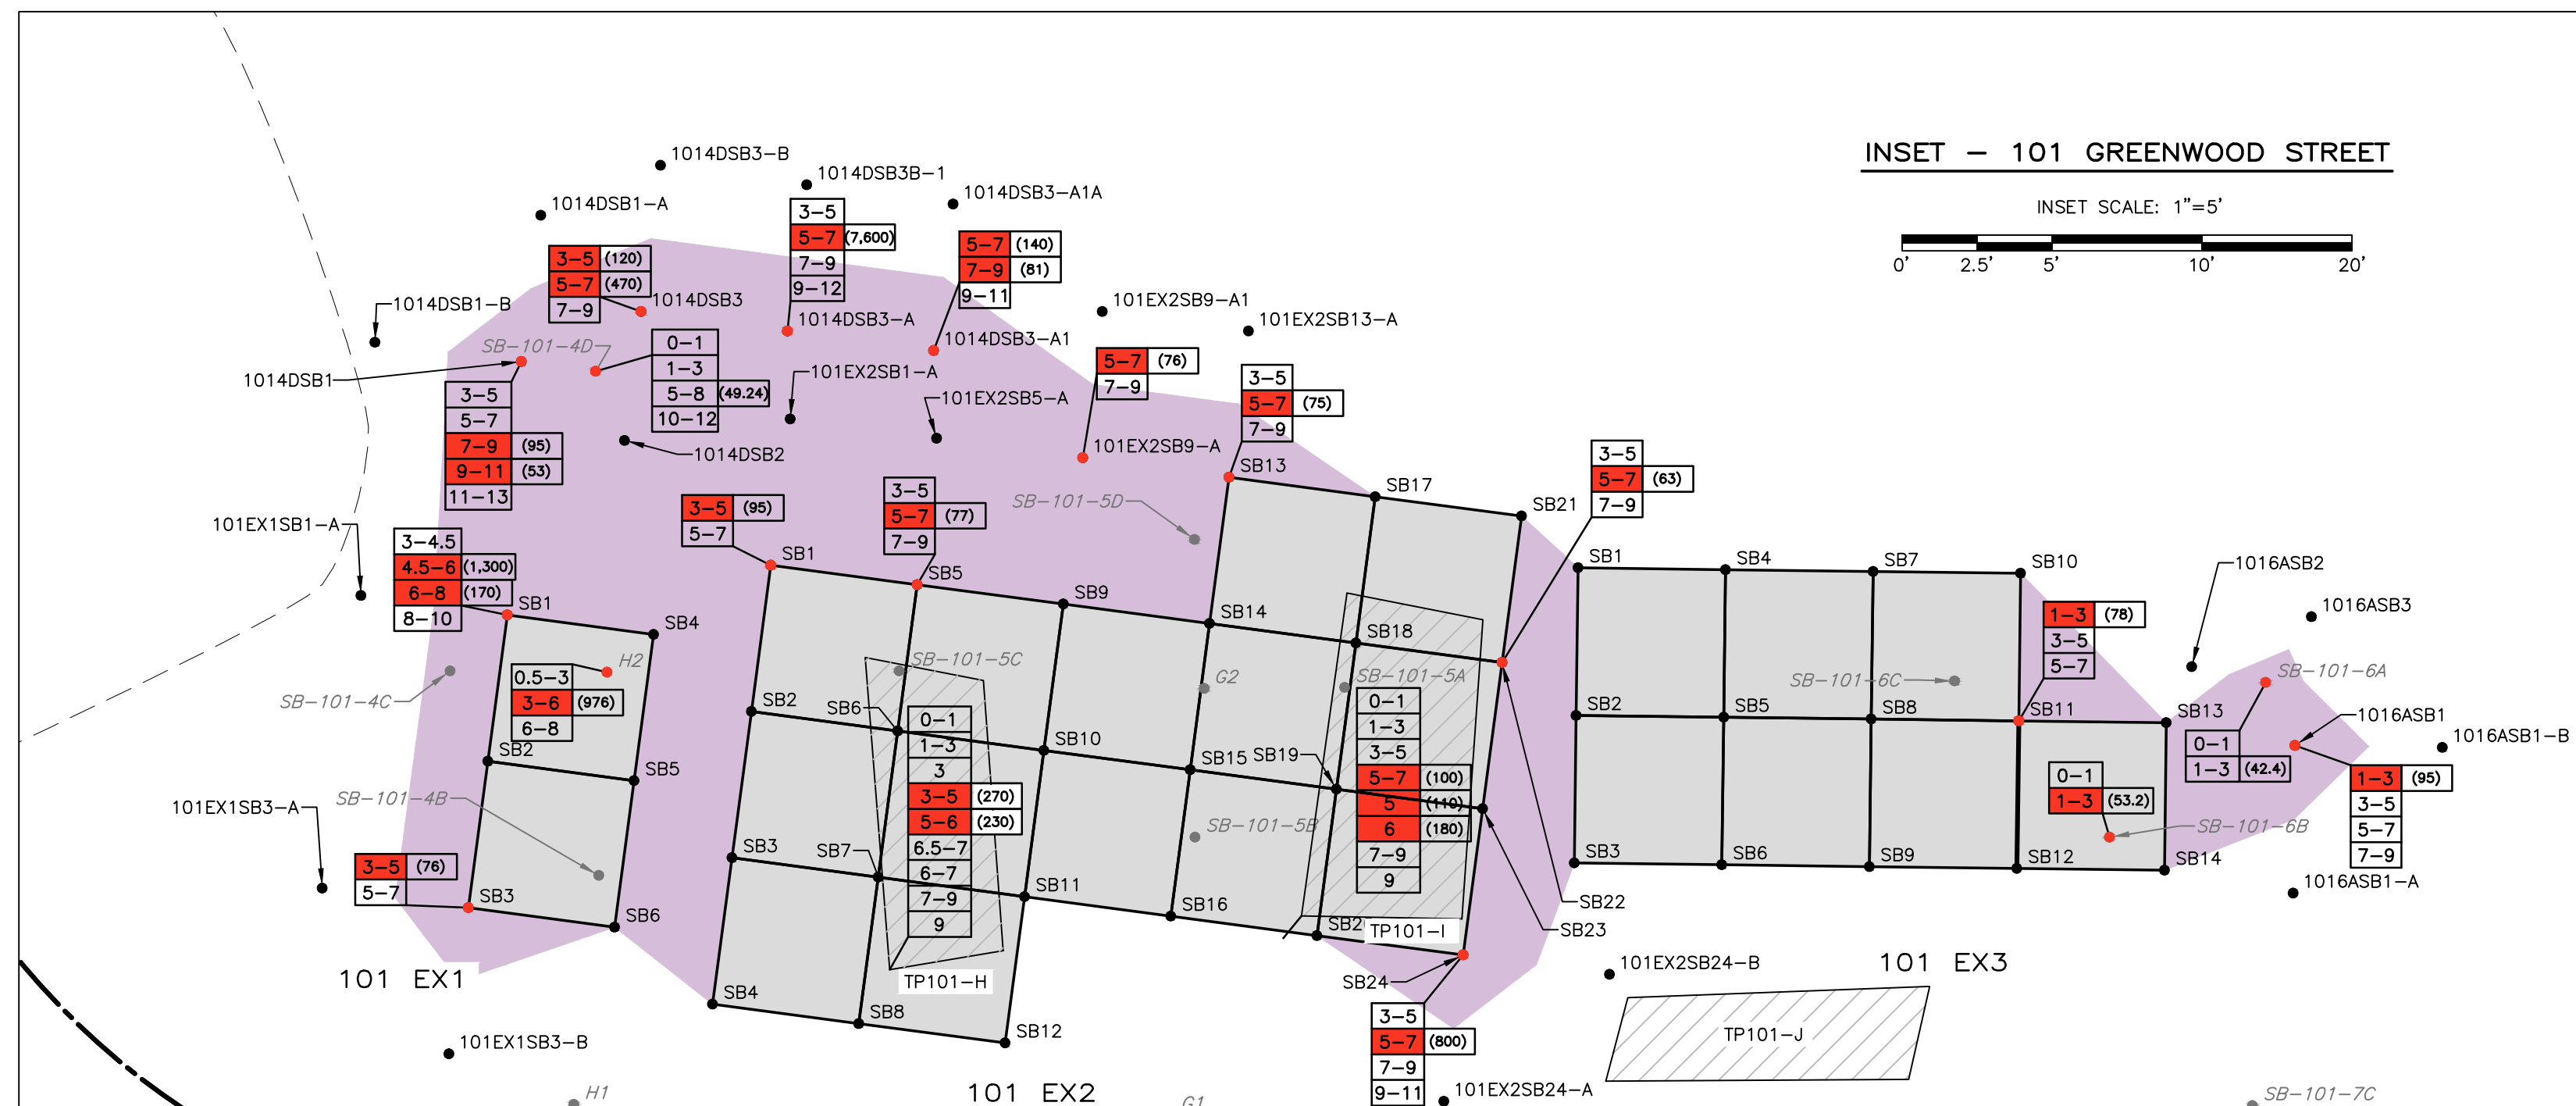 INSET - 101 GREENWOOD STREET
INSET SCALE: 1"=5'
0' 2.5' 5' 10' 20'
1014DSB3-B
1014DSB3B-1
1014DSB3-A1A
1014DSB1-A
3-5
5-7 (7,600)
7-9
9-12
5-7 (140)
7-9 (81)
9-11
3-5 (120)
5-7 (470)
7-9
1014DSB3
1014DSB1-B
1014DSB3-A
1014DSB3-A1
101EX2SB9-A1
101EX2SB13-A
SB-101-4D
1014DSB1
0-1
1-3
5-8 (49.24)
10-12
101EX2SB1-A
101EX2SB5-A
5-7 (76)
7-9
3-5
5-7 (75)
7-9
3-5
5-7
7-9 (95)
9-11 (53)
11-13
1014DSB2
101EX2SB9-A
SB13
SB17
SB21
3-5
5-7 (63)
7-9
101EX1SB1-A
3-5 (95)
5-7
3-5
5-7 (77)
7-9
SB-101-5D
3-4.5
4.5-6 (1,300)
6-8 (170)
8-10
SB1
SB4
SB1
SB5
SB9
SB14
SB18
SB1
SB4
SB7
SB10
1016ASB2
1016ASB3
1-3 (78)
3-5
5-7
H2
0.5-3
3-6 (976)
6-8
SB-101-4C
SB-101-5C
G2
SB-101-5A
SB-101-6C
SB-101-6A
SB2
SB5
SB2
SB6
SB10
SB15
SB19
SB2
SB5
SB8
SB11
SB13
1016ASB1
1016ASB1-B
0-1
1-3
3
3-5 (270)
5-6 (230)
6.5-7
6-7
7-9
9
0-1
1-3
3-5
5-7 (100)
5 (110)
6 (180)
7-9
9
0-1
1-3 (42.4)
0-1
1-3 (53.2)
1-3 (95)
3-5
5-7
7-9
SB-101-4B
101EX1SB3-A
SB-101-5B
SB-101-6B
3-5 (76)
5-7
SB3
SB6
SB3
SB7
SB11
SB16
TP101-I
SB22
SB23
SB3
SB6
SB9
SB12
SB14
1016ASB1-A
101 EX1
TP101-H
SB24
101EX2SB24-B
101 EX3
SB4
SB8
SB12
3-5
5-7 (800)
7-9
9-11
TP101-J
101EX1SB3-B
101 EX2
101EX2SB24-A
H1
SB-101-7C